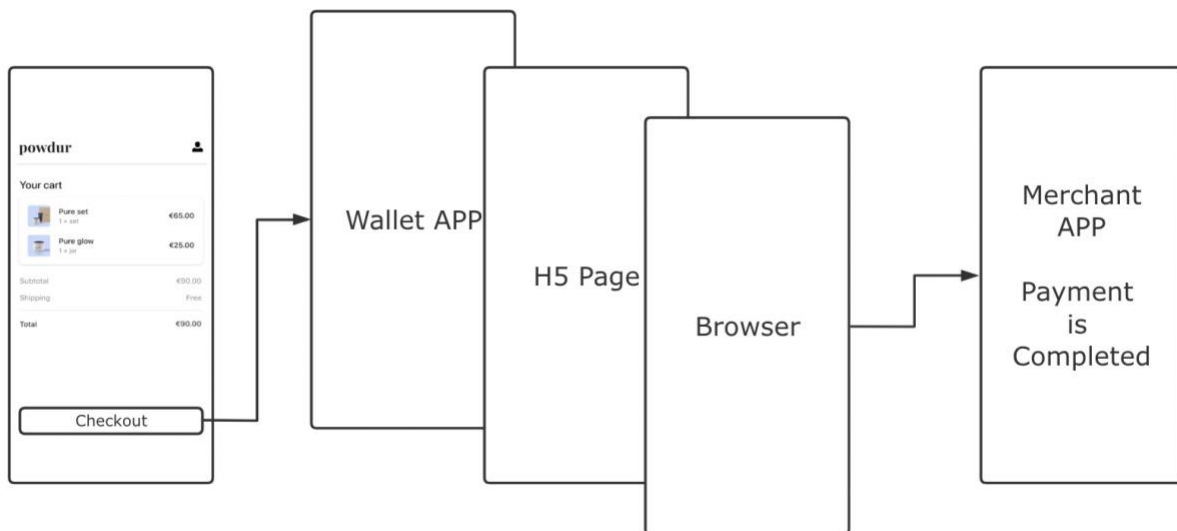 powdur
Your cart
Pure set €65.00
1 × set
Pure glow €25.00
1 × jar
Subtotal €90.00
Shipping Free
Total €90.00
Checkout
Wallet APP
H5 Page
Browser
Merchant
APP
Payment
is
Completed